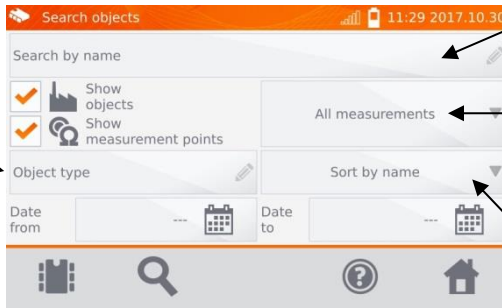 Search objects
11:29 2017.10.30
Search by name
Show
objects
Show
measurement points
All measurements
Object type
Sort by name
Date
from
---
Date
to
---